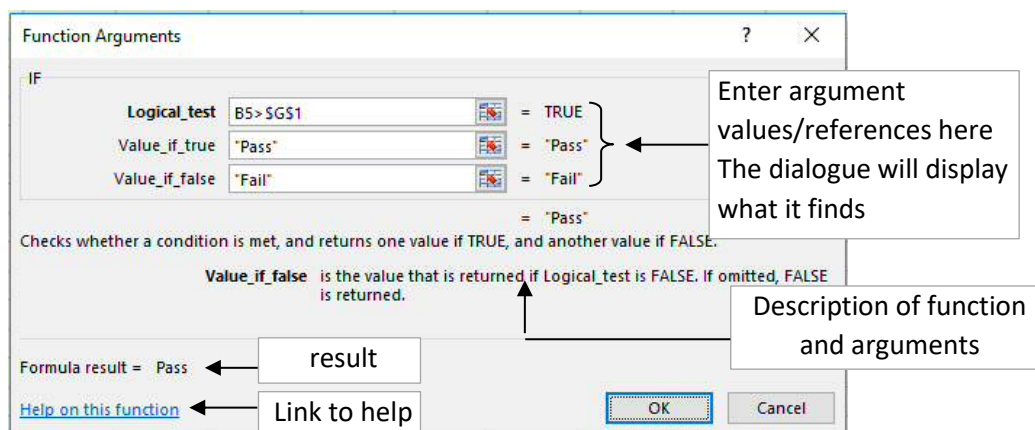 Function Arguments ? ×
IF
Logical_test B5>$G$1 = TRUE
Value_if_true "Pass" = "Pass"
Value_if_false "Fail" = "Fail"
= "Pass"
Enter argument
values/references here
The dialogue will display
what it finds
Checks whether a condition is met, and returns one value if TRUE, and another value if FALSE.
Value_if_false is the value that is returned if Logical_test is FALSE. If omitted, FALSE
is returned.
Description of function
and arguments
Formula result = Pass
result
Help on this function
Link to help
OK Cancel